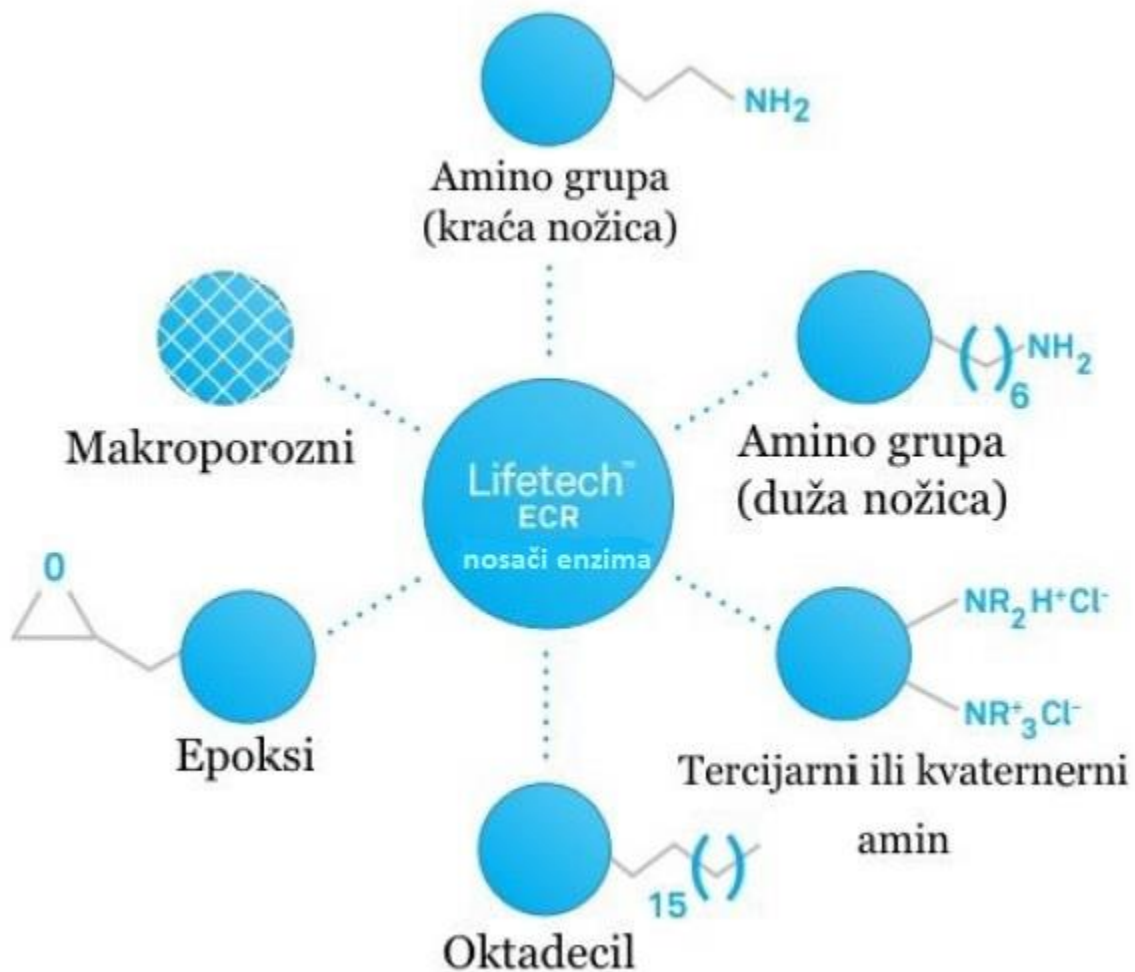 NH₂
Amino grupa
(kraća nožica)
NH₂
6
Amino grupa
(duža nožica)
Makroporozni
Lifetech™
ECR
nosači enzima
O
Epoksi
NR₂H⁺Cl⁻
NR⁺₃Cl⁻
Tercijarni ili kvaternerni
amin
15
Oktadecil